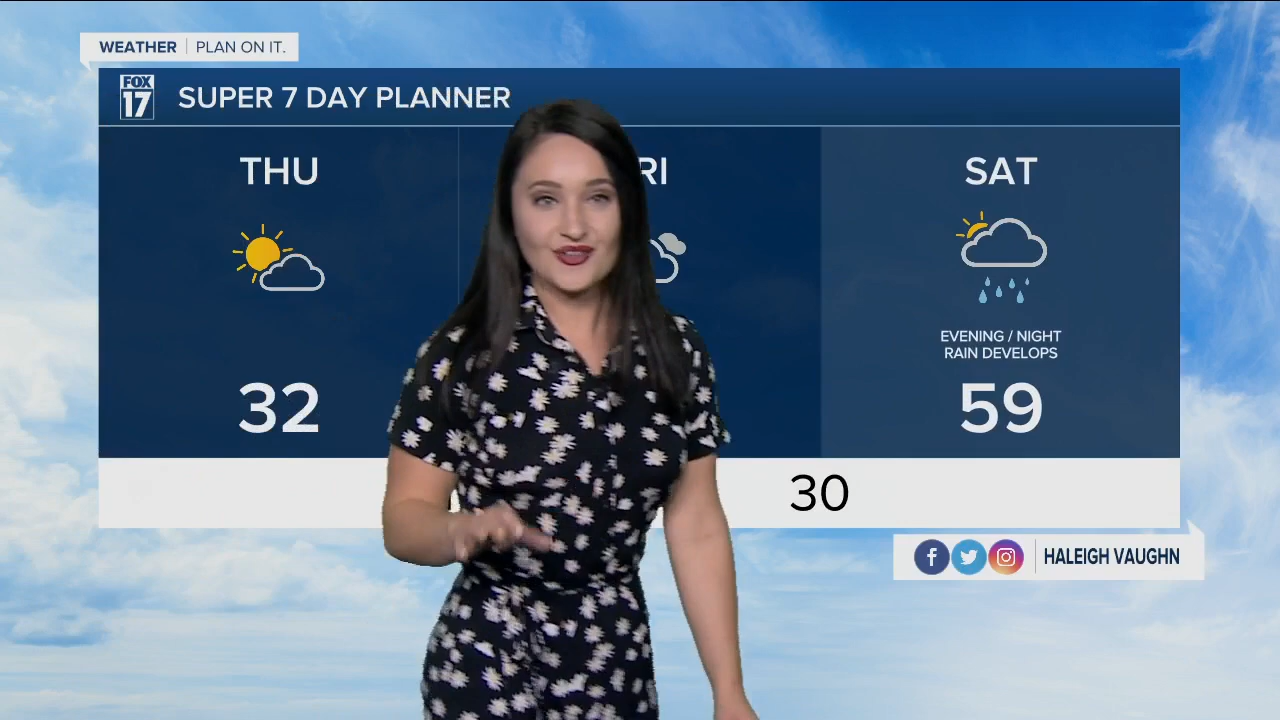 WEATHER | PLAN ON IT.
FOX
17
SUPER 7 DAY PLANNER
THU
RI
SAT
EVENING / NIGHT
RAIN DEVELOPS
32
59
30
HALEIGH VAUGHN